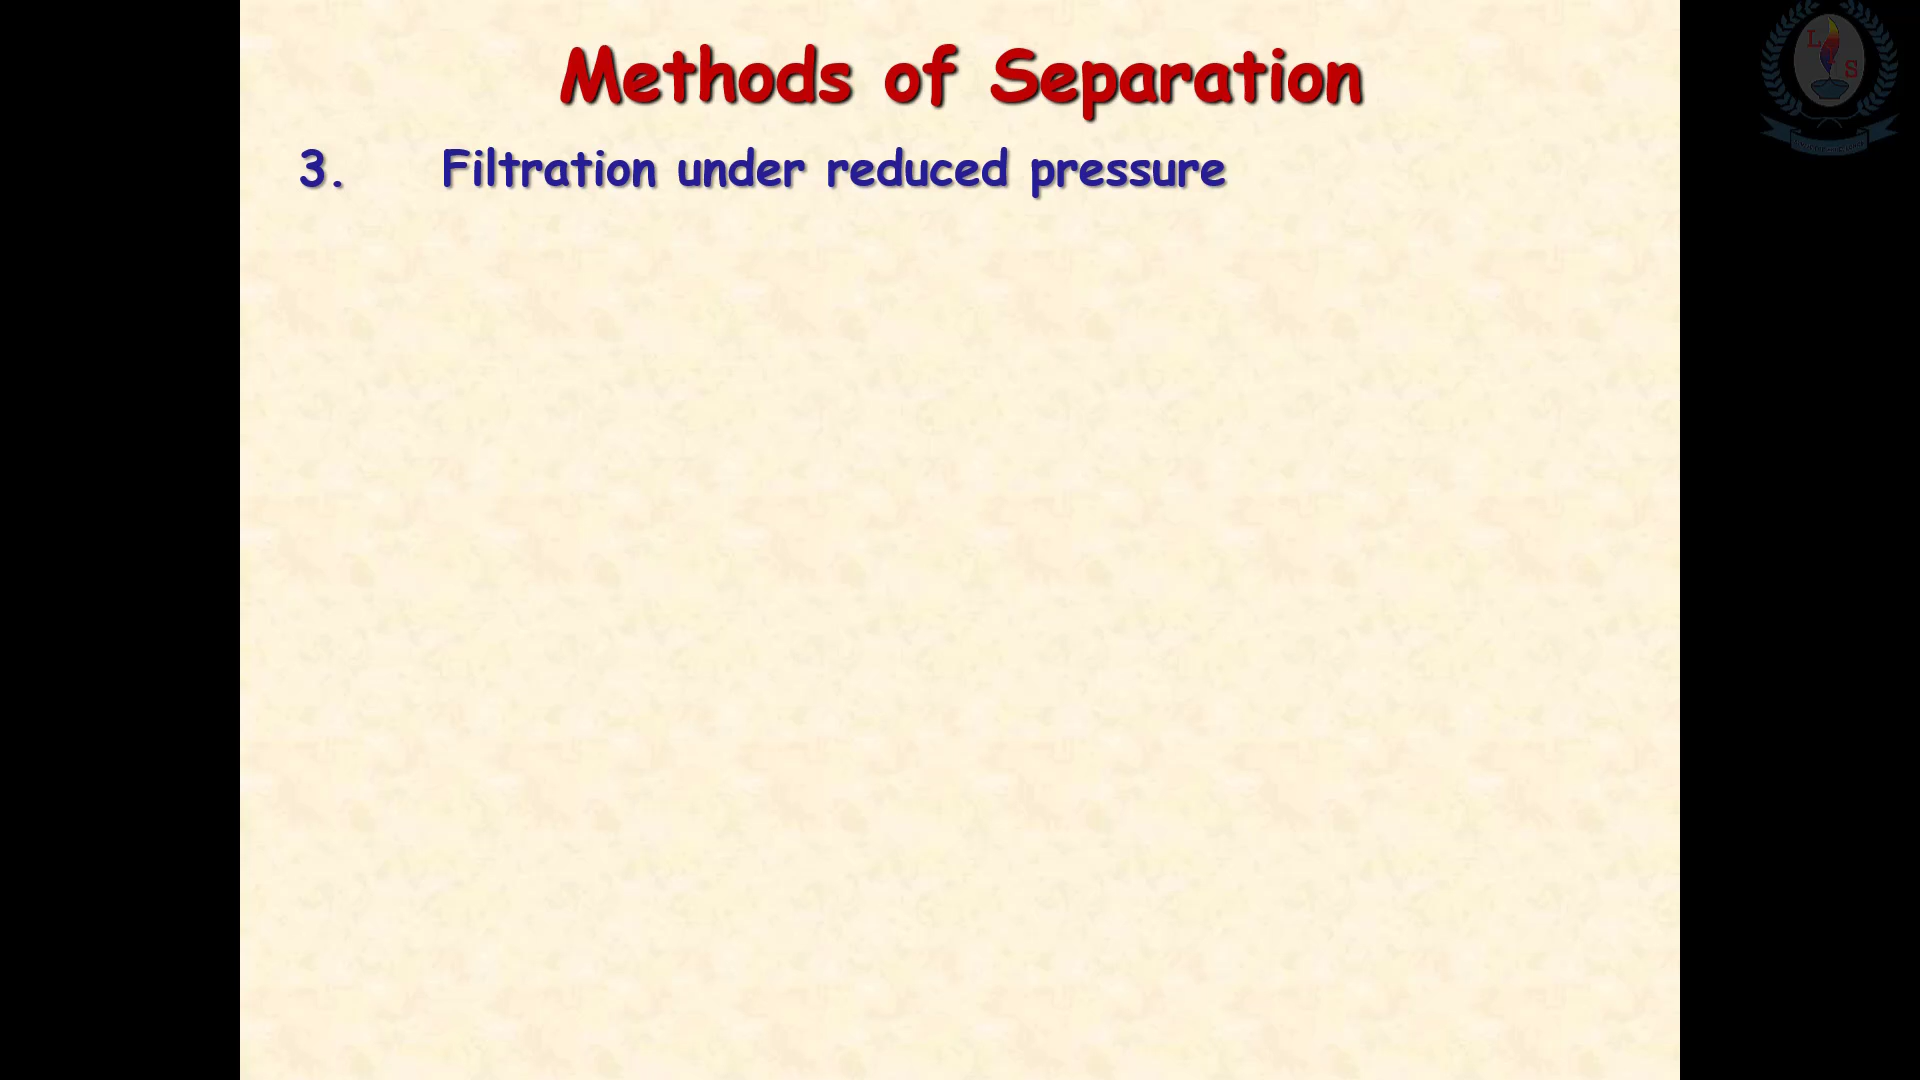 Methods of Separation
3. Filtration under reduced pressure
L
S